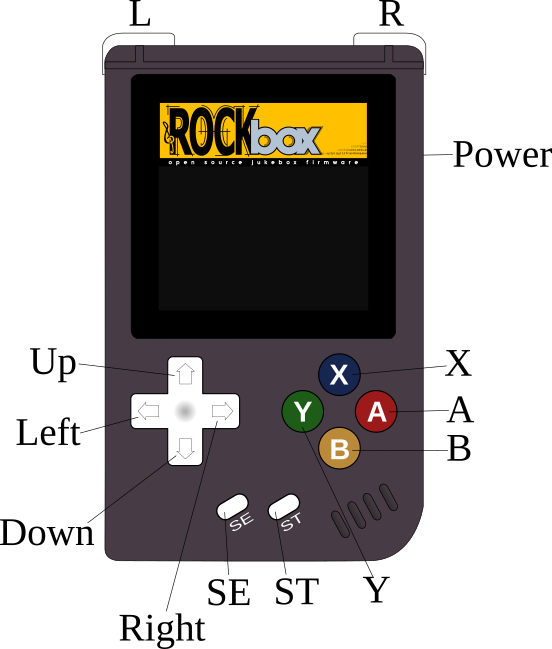 L R
ROCKbox
open source jukebox firmware
Power
Up
X
X
Y
A
A
Left
B
B
Down
SE
ST
SE
ST
Y
Right